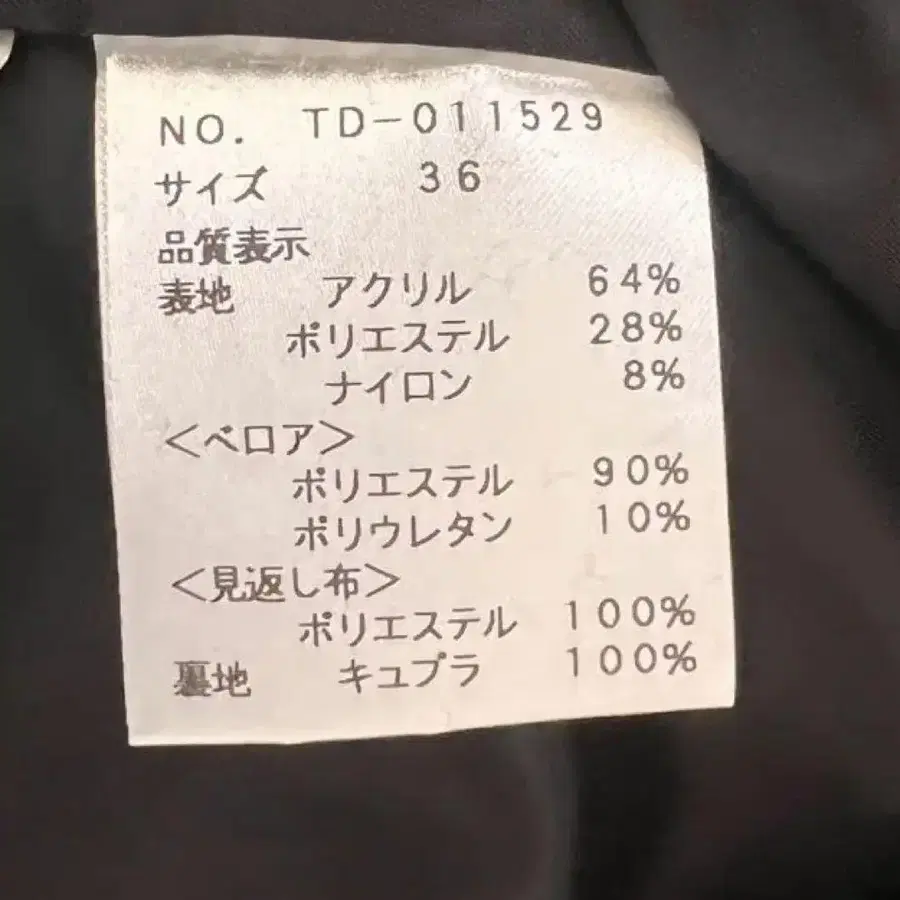 NO. TD-011529
サイズ 36
品質表示
表地 アクリル 64%
ポリエステル 28%
ナイロン 8%
<ベロア>
ポリエステル 90%
ポリウレタン 10%
<見返し布>
ポリエステル 100%
裏地 キュプラ 100%